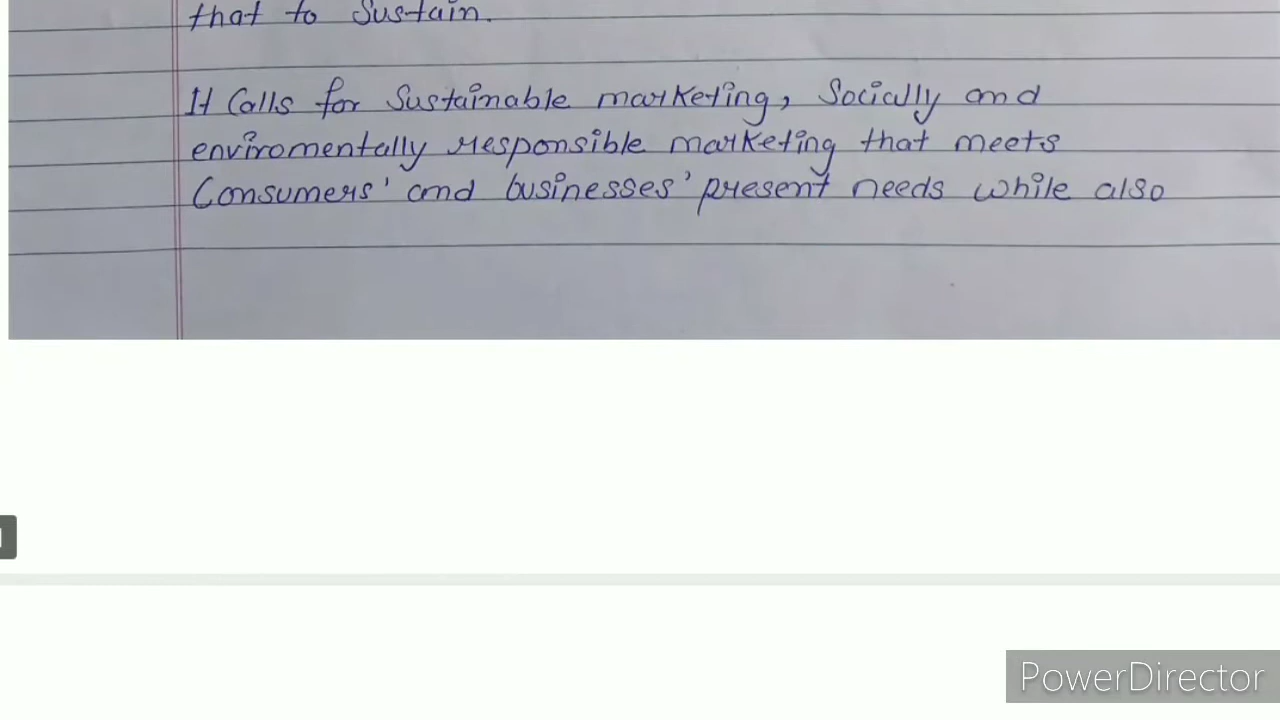 that to Sustain.
It Calls for Sustainable marketing, Socially and
enviromentally responsible marketing that meets
Consumers' and businesses' present needs while also
PowerDirector